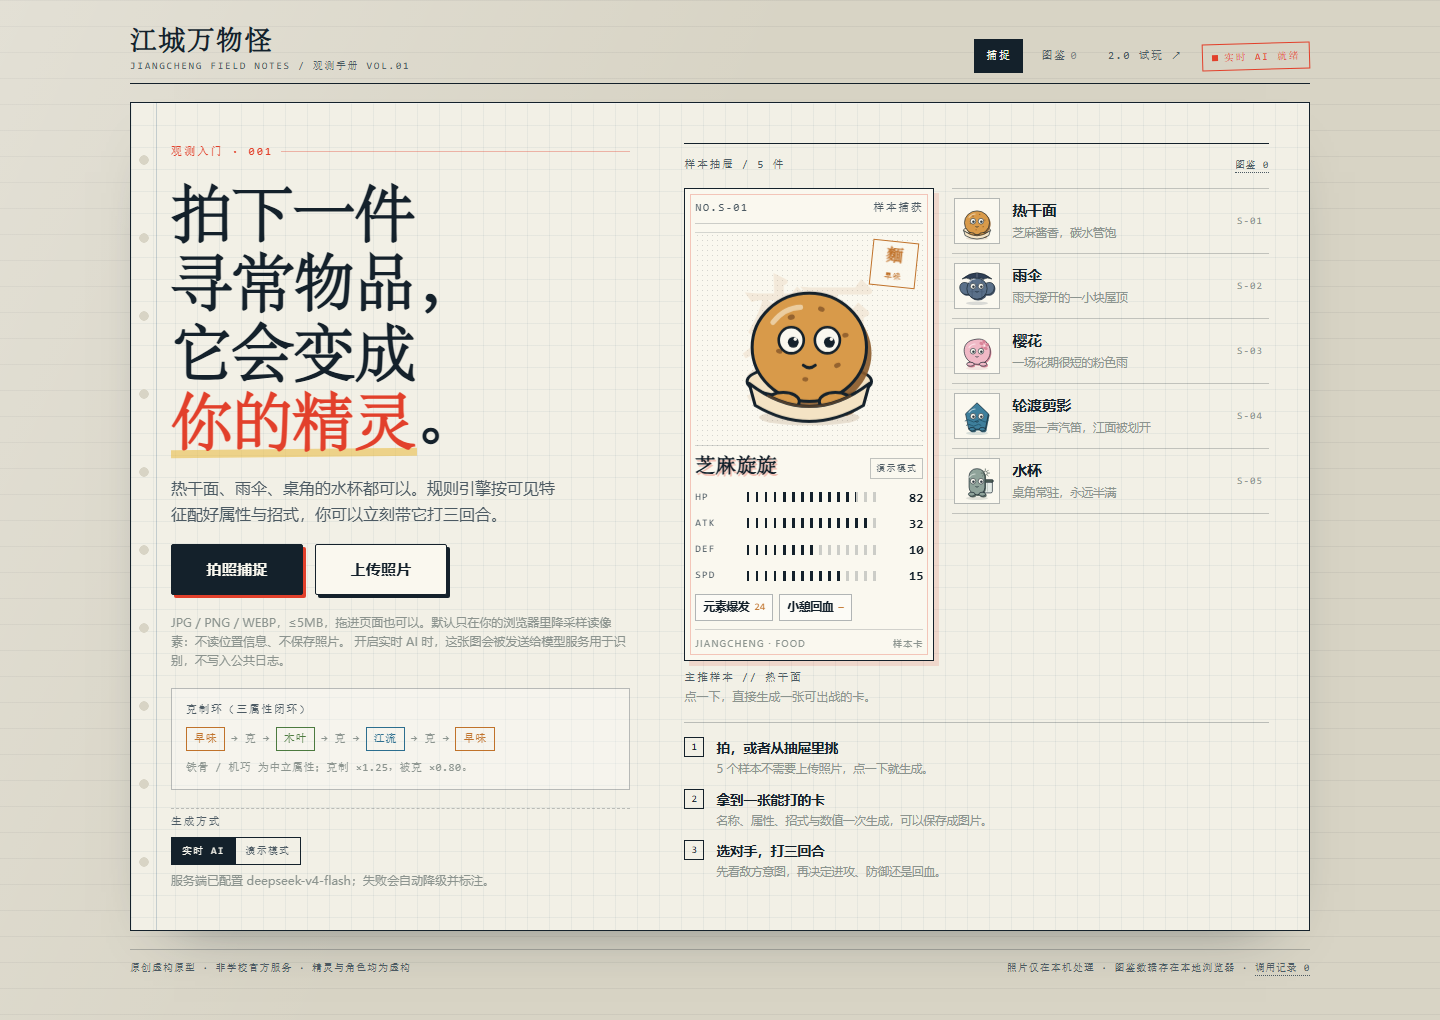 江城万物怪
JIANGCHENG FIELD NOTES / 观测手册 VOL.01
捕捉
图鉴 0
2.0 试玩 ↗
实时 AI 就绪
观测入门 · 001
拍下一件
寻常物品，
它会变成
你的精灵。
热干面、雨伞、桌角的水杯都可以。规则引擎按可见特
征配好属性与招式，你可以立刻带它打三回合。
拍照捕捉
上传照片
JPG / PNG / WEBP，≤5MB，拖进页面也可以。默认只在你的浏览器里降采样读像
素：不读位置信息、不保存照片。 开启实时 AI 时，这张图会被发送给模型服务用于识
别，不写入公共日志。
克制环（三属性闭环）
早味 → 克 → 木叶 → 克 → 江流 → 克 → 早味
铁骨 / 机巧 为中立属性；克制 ×1.25，被克 ×0.80。
生成方式
实时 AI
演示模式
服务端已配置 deepseek-v4-flash；失败会自动降级并标注。
样本抽屉 / 5 件
图鉴 0
NO.S-01
样本捕获
早味
芝麻旋旋
演示模式
HP 82
ATK 32
DEF 10
SPD 15
元素爆发 24
小憩回血 —
JIANGCHENG · FOOD
样本卡
主推样本 // 热干面
点一下，直接生成一张可出战的卡。
热干面
芝麻酱香，碳水管饱
S-01
雨伞
雨天撑开的一小块屋顶
S-02
樱花
一场花期很短的粉色雨
S-03
轮渡剪影
雾里一声汽笛，江面被划开
S-04
水杯
桌角常驻，永远半满
S-05
1
拍，或者从抽屉里挑
5 个样本不需要上传照片，点一下就生成。
2
拿到一张能打的卡
名称、属性、招式与数值一次生成，可以保存成图片。
3
选对手，打三回合
先看敌方意图，再决定进攻、防御还是回血。
原创虚构原型 · 非学校官方服务 · 精灵与角色均为虚构
照片仅在本机处理 · 图鉴数据存在本地浏览器 · 调用记录 0